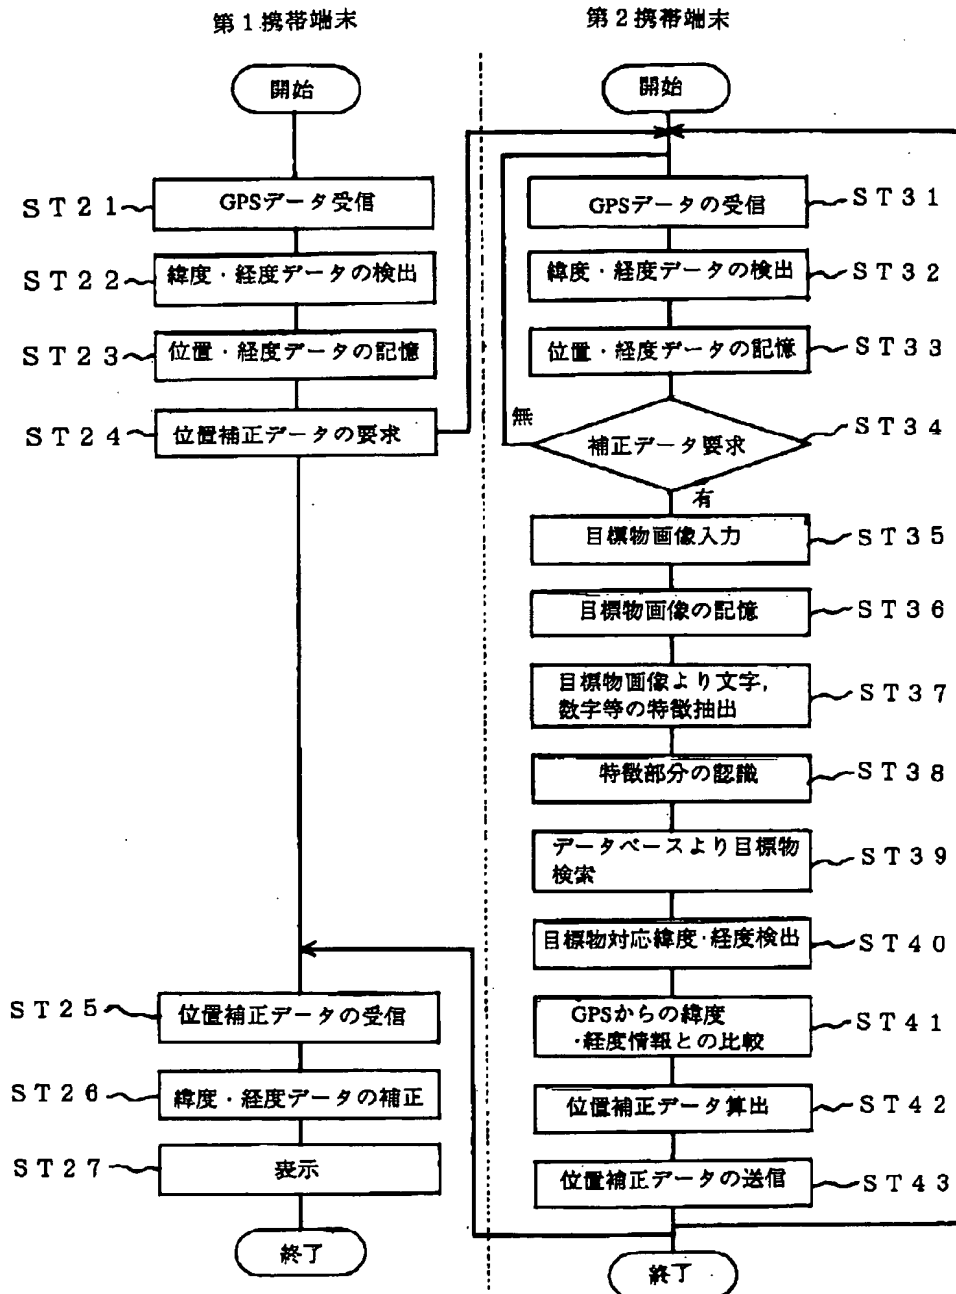 第1携帯端末
開始
ST21
GPSデータ受信
ST22
緯度・経度データの検出
ST23
位置・経度データの記憶
ST24
位置補正データの要求
ST25
位置補正データの受信
ST26
緯度・経度データの補正
ST27
表示
終了
第2携帯端末
開始
GPSデータの受信
ST31
緯度・経度データの検出
ST32
位置・経度データの記憶
ST33
無
補正データ要求
ST34
有
目標物画像入力
ST35
目標物画像の記憶
ST36
目標物画像より文字,
数字等の特徴抽出
ST37
特徴部分の認識
ST38
データベースより目標物
検索
ST39
目標物対応緯度・経度検出
ST40
GPSからの緯度
・経度情報との比較
ST41
位置補正データ算出
ST42
位置補正データの送信
ST43
終了